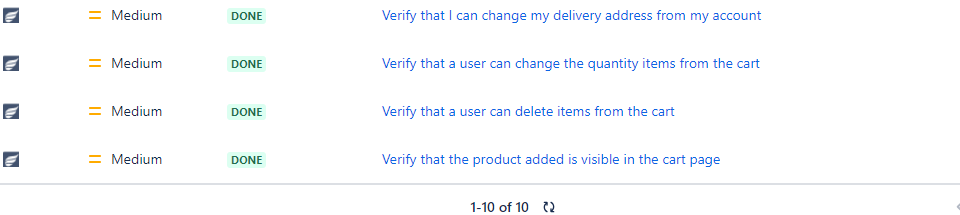 Medium DONE Verify that I can change my delivery address from my account
Medium DONE Verify that a user can change the quantity items from the cart
Medium DONE Verify that a user can delete items from the cart
Medium DONE Verify that the product added is visible in the cart page
1-10 of 10